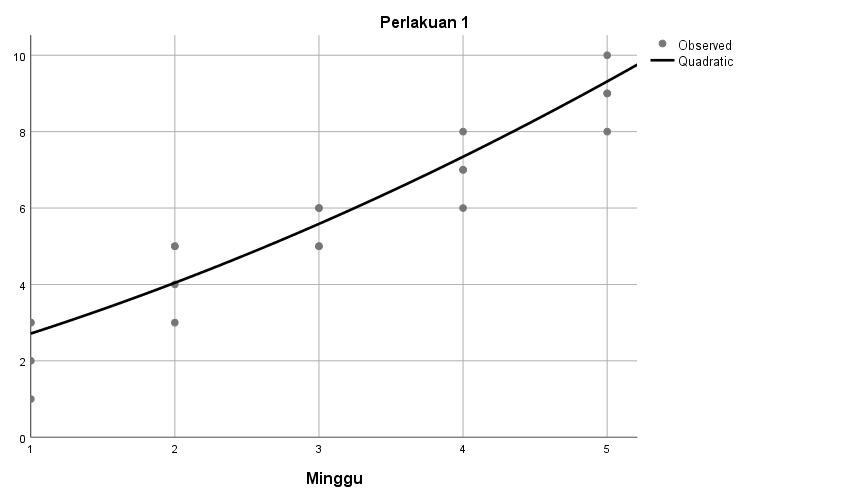 Perlakuan 1
Observed
Quadratic
10
8
6
4
2
0
1 2 3 4 5
Minggu